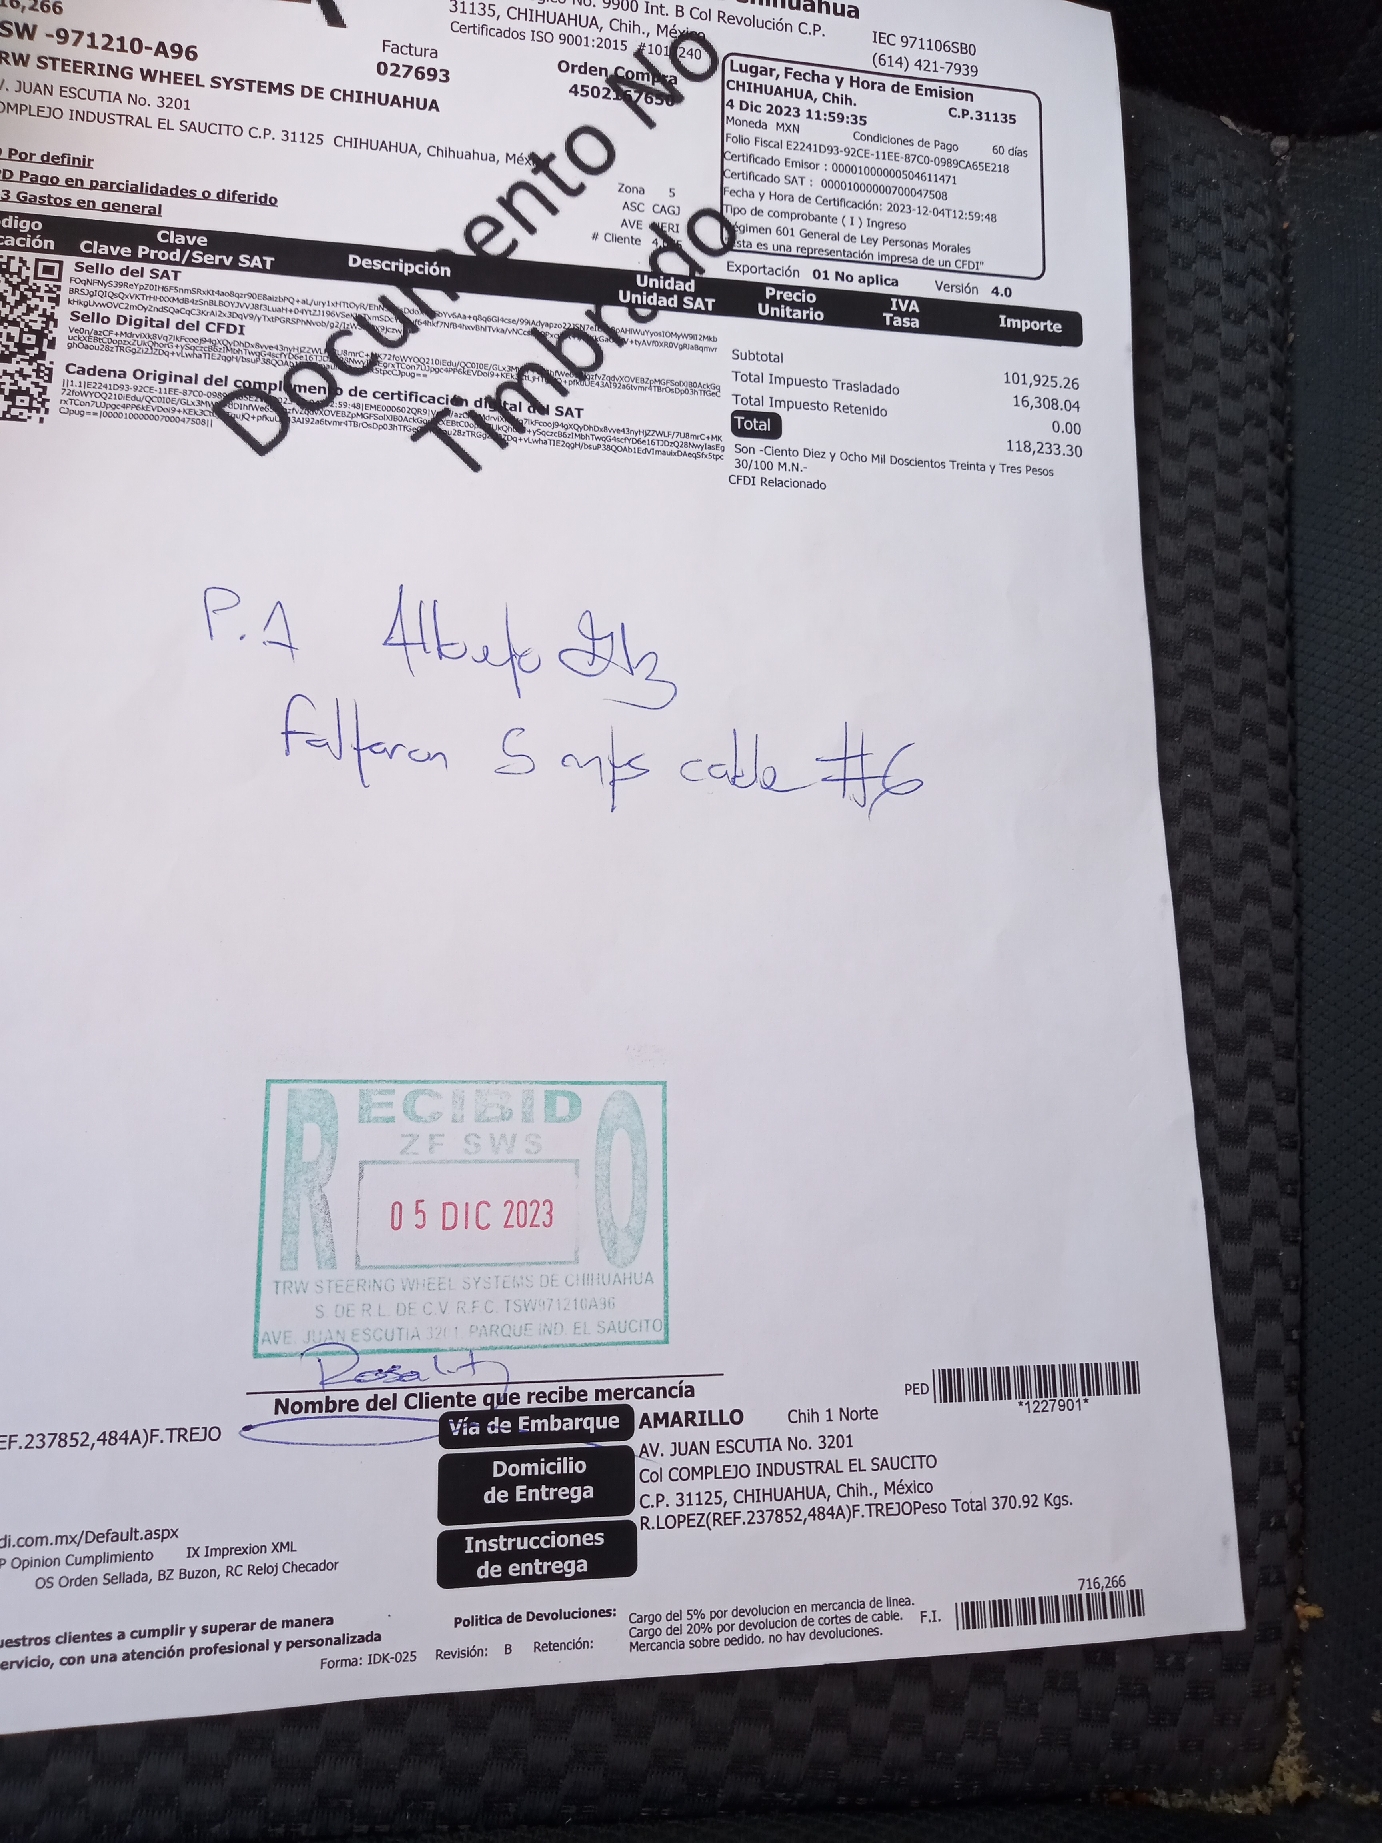 16,266
No. 9900 Int. B Col Revolución C.P.
31135, CHIHUAHUA, Chih., México
Certificados ISO 9001:2015 #101 240
IEC 971106SB0
(614) 421-7939
SW -971210-A96
RW STEERING WHEEL SYSTEMS DE CHIHUAHUA
. JUAN ESCUTIA No. 3201
OMPLEJO INDUSTRIAL EL SAUCITO C.P. 31125 CHIHUAHUA, Chihuahua, Méx
Factura
027693
Orden Compra
4502167650
Lugar, Fecha y Hora de Emision
CHIHUAHUA, Chih. C.P.31135
4 Dic 2023 11:59:35
Moneda MXN Condiciones de Pago 60 días
Folio Fiscal E2241D93-92CE-11EE-87C0-0989CA65E218
Certificado Emisor : 00001000000504611471
Certificado SAT : 00001000000700047508
Fecha y Hora de Certificación: 2023-12-04T12:59:48
Tipo de comprobante ( I ) Ingreso
Régimen 601 General de Ley Personas Morales
Esta es una representación impresa de un CFDI"
Por definir
D Pago en parcialidades o diferido
3 Gastos en general
Zona 5
ASC CAGJ
AVE
# Cliente
Exportación 01 No aplica Versión 4.0
Documento No
Timbrado
digo
cación
Clave
Clave Prod/Serv SAT
Descripción
Unidad
Unidad SAT
Precio
Unitario
IVA
Tasa
Importe
Sello del SAT
Sello Digital del CFDI
Cadena Original del complemento de certificación digital del SAT
Subtotal 101,925.26
Total Impuesto Trasladado 16,308.04
Total Impuesto Retenido 0.00
Total 118,233.30
Son -Ciento Diez y Ocho Mil Doscientos Treinta y Tres Pesos
30/100 M.N.-
CFDI Relacionado
P.A Alberto
faltaron 5 mts cable #6
RECIBIDO
ZF SWS
05 DIC 2023
TRW STEERING WHEEL SYSTEMS DE CHIHUAHUA
S. DE R.L. DE C.V R.F.C. TSW971210A96
AVE. JUAN ESCUTIA 3201. PARQUE IND. EL SAUCITO
Nombre del Cliente que recibe mercancía
PED
*1227901*
EF.237852,484A)F.TREJO
Vía de Embarque AMARILLO Chih 1 Norte
Domicilio
de Entrega
AV. JUAN ESCUTIA No. 3201
Col COMPLEJO INDUSTRAL EL SAUCITO
C.P. 31125, CHIHUAHUA, Chih., México
Instrucciones
de entrega
R.LOPEZ(REF.237852,484A)F.TREJOPeso Total 370.92 Kgs.
di.com.mx/Default.aspx
P Opinion Cumplimiento IX Imprexion XML
OS Orden Sellada, BZ Buzon, RC Reloj Checador
uestros clientes a cumplir y superar de manera
ervicio, con una atención profesional y personalizada
Forma: IDK-025 Revisión: B Retención:
Politica de Devoluciones: Cargo del 5% por devolucion en mercancia de linea.
Cargo del 20% por devolucion de cortes de cable.
Mercancia sobre pedido. no hay devoluciones.
F.I.
716,266